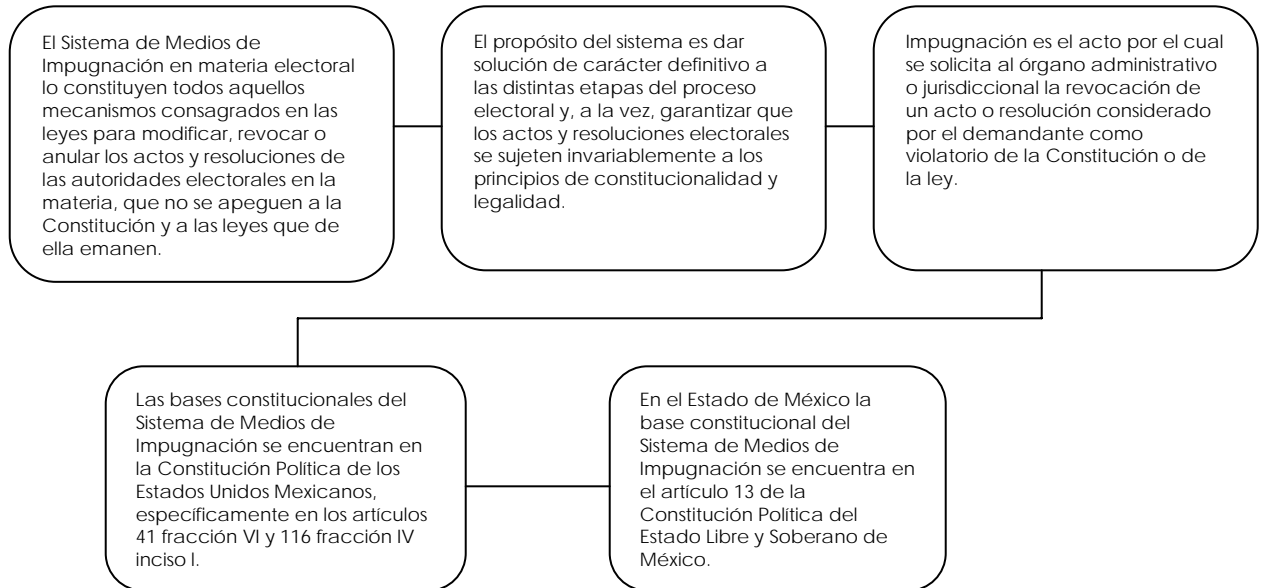 El Sistema de Medios de
Impugnación en materia electoral
lo constituyen todos aquellos
mecanismos consagrados en las
leyes para modificar, revocar o
anular los actos y resoluciones de
las autoridades electorales en la
materia, que no se apeguen a la
Constitución y a las leyes que de
ella emanen.
El propósito del sistema es dar
solución de carácter definitivo a
las distintas etapas del proceso
electoral y, a la vez, garantizar que
los actos y resoluciones electorales
se sujeten invariablemente a los
principios de constitucionalidad y
legalidad.
Impugnación es el acto por el cual
se solicita al órgano administrativo
o jurisdiccional la revocación de
un acto o resolución considerado
por el demandante como
violatorio de la Constitución o de
la ley.
Las bases constitucionales del
Sistema de Medios de
Impugnación se encuentran en
la Constitución Política de los
Estados Unidos Mexicanos,
específicamente en los artículos
41 fracción VI y 116 fracción IV
inciso l.
En el Estado de México la
base constitucional del
Sistema de Medios de
Impugnación se encuentra en
el artículo 13 de la
Constitución Política del
Estado Libre y Soberano de
México.